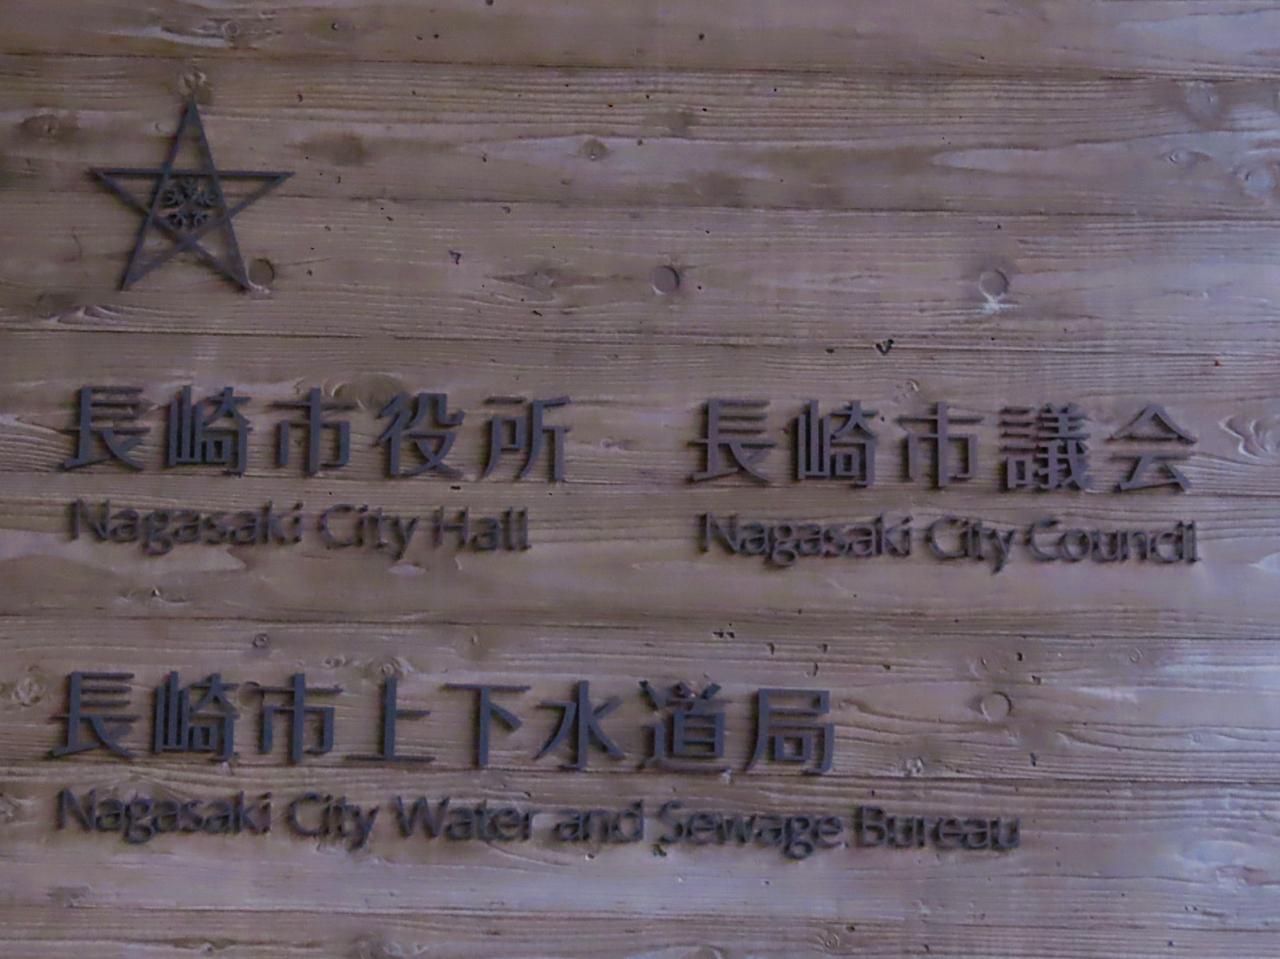 長崎市役所
Nagasaki City Hall
長崎市議会
Nagasaki City Council
長崎市上下水道局
Nagasaki City Water and Sewage Bureau